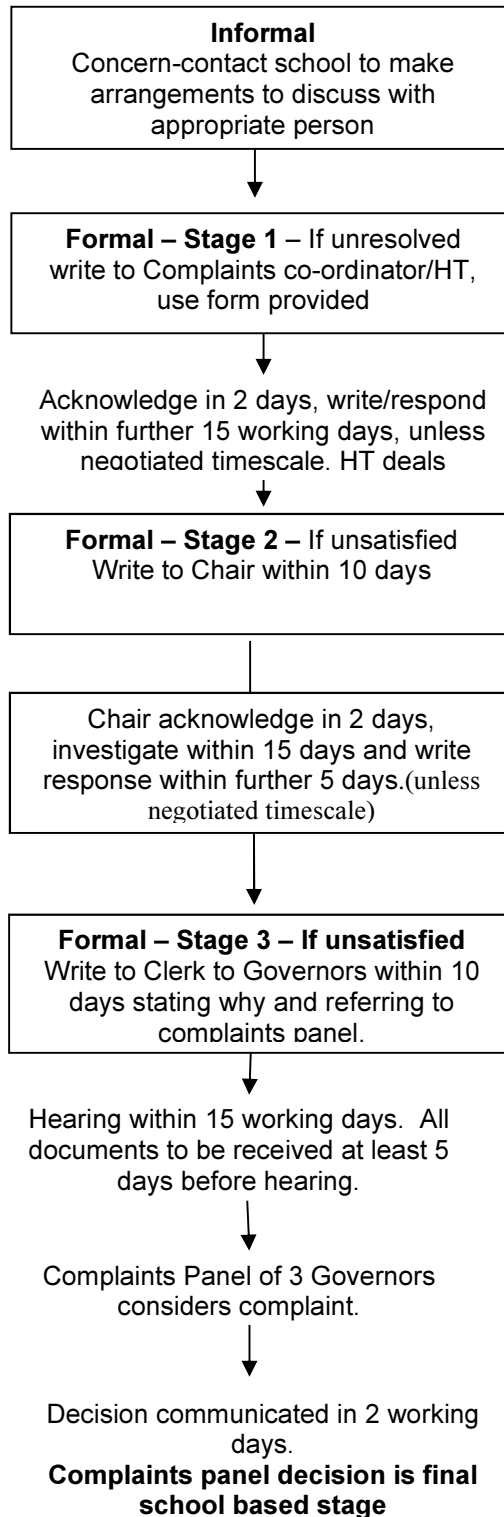 Informal
Concern-contact school to make
arrangements to discuss with
appropriate person
Formal – Stage 1 – If unresolved
write to Complaints co-ordinator/HT,
use form provided
Acknowledge in 2 days, write/respond
within further 15 working days, unless
negotiated timescale. HT deals
Formal – Stage 2 – If unsatisfied
Write to Chair within 10 days
Chair acknowledge in 2 days,
investigate within 15 days and write
response within further 5 days.(unless
negotiated timescale)
Formal – Stage 3 – If unsatisfied
Write to Clerk to Governors within 10
days stating why and referring to
complaints panel.
Hearing within 15 working days.  All
documents to be received at least 5
days before hearing.
Complaints Panel of 3 Governors
considers complaint.
Decision communicated in 2 working
days.
Complaints panel decision is final
school based stage